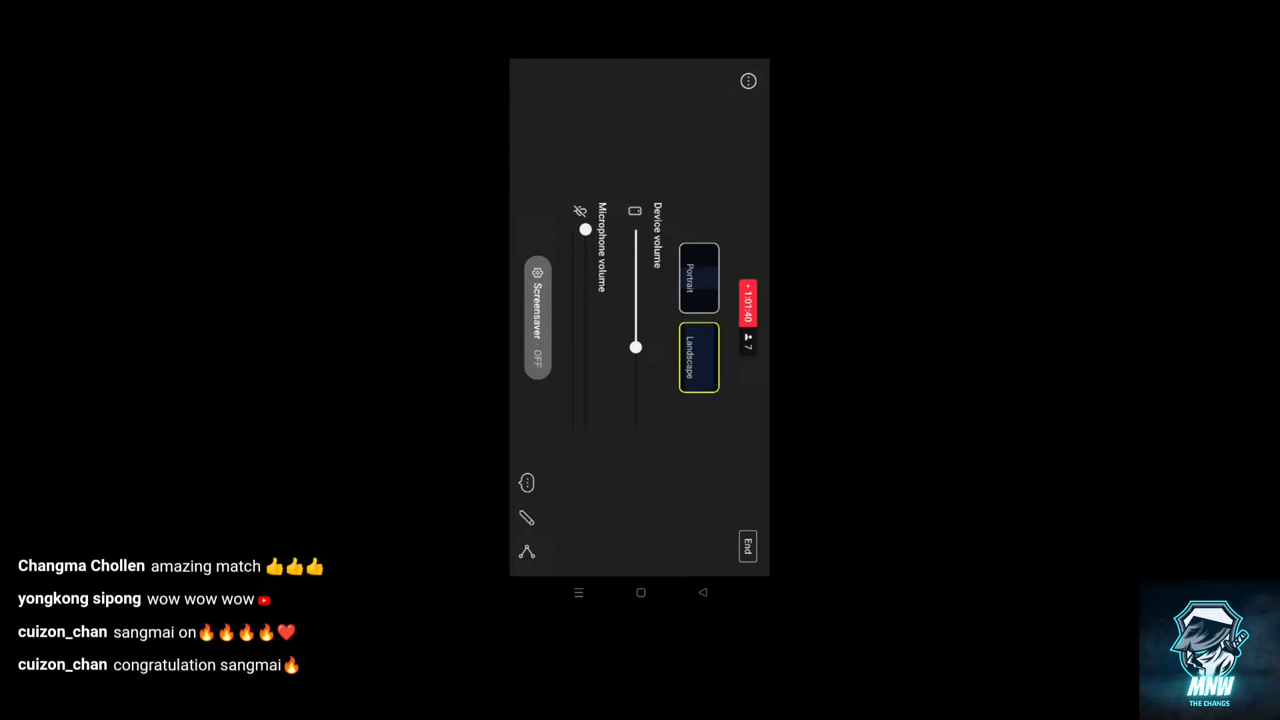 • 1:01:40 7
Portrait
Landscape
Device volume
Microphone volume
Screensaver · OFF
End
Changma Chollen amazing match 👍👍👍
yongkong sipong wow wow wow
cuizon_chan sangmai on🔥🔥🔥🔥❤️
cuizon_chan congratulation sangmai🔥
MNW
THE CHANGS